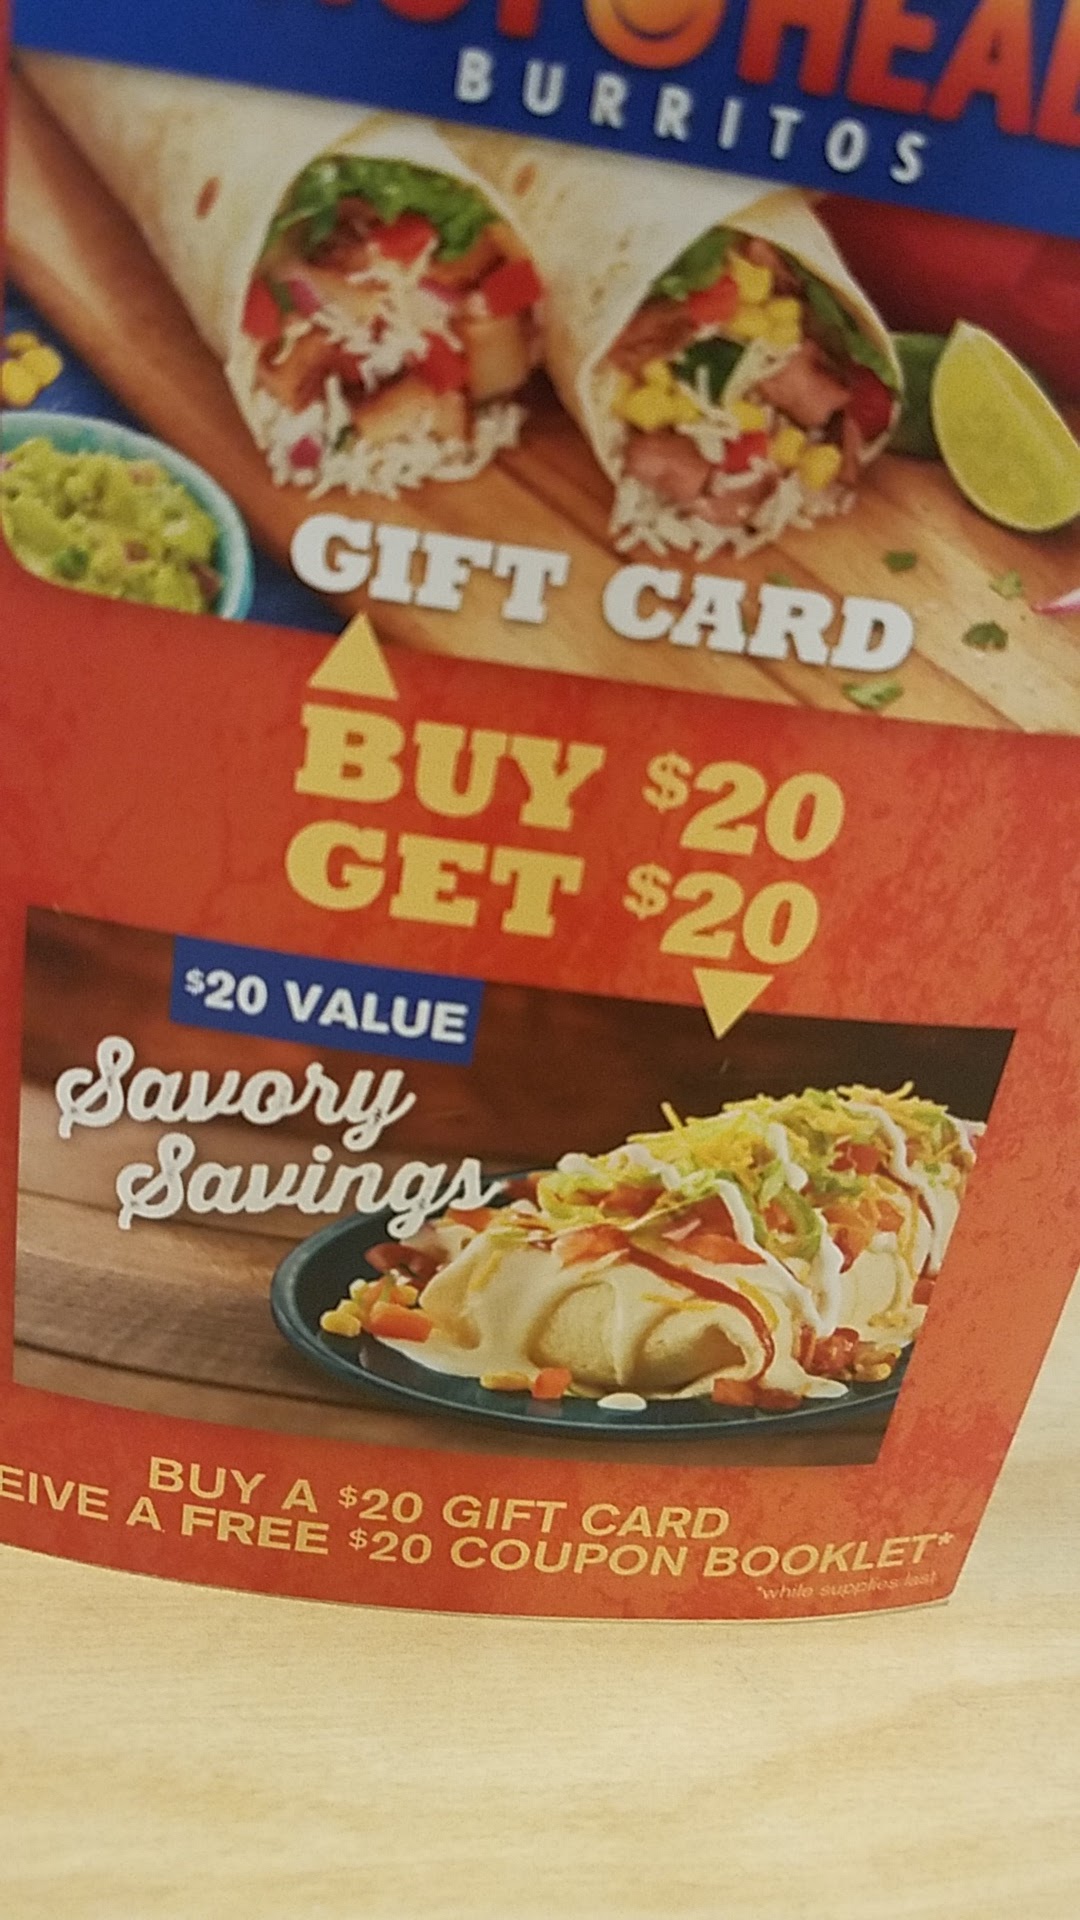 BURRITOS
GIFT CARD
BUY $20
GET $20
$20 VALUE
Savory
Savings
BUY A $20 GIFT CARD
A FREE $20 COUPON BOOKLET*
*while supplies last